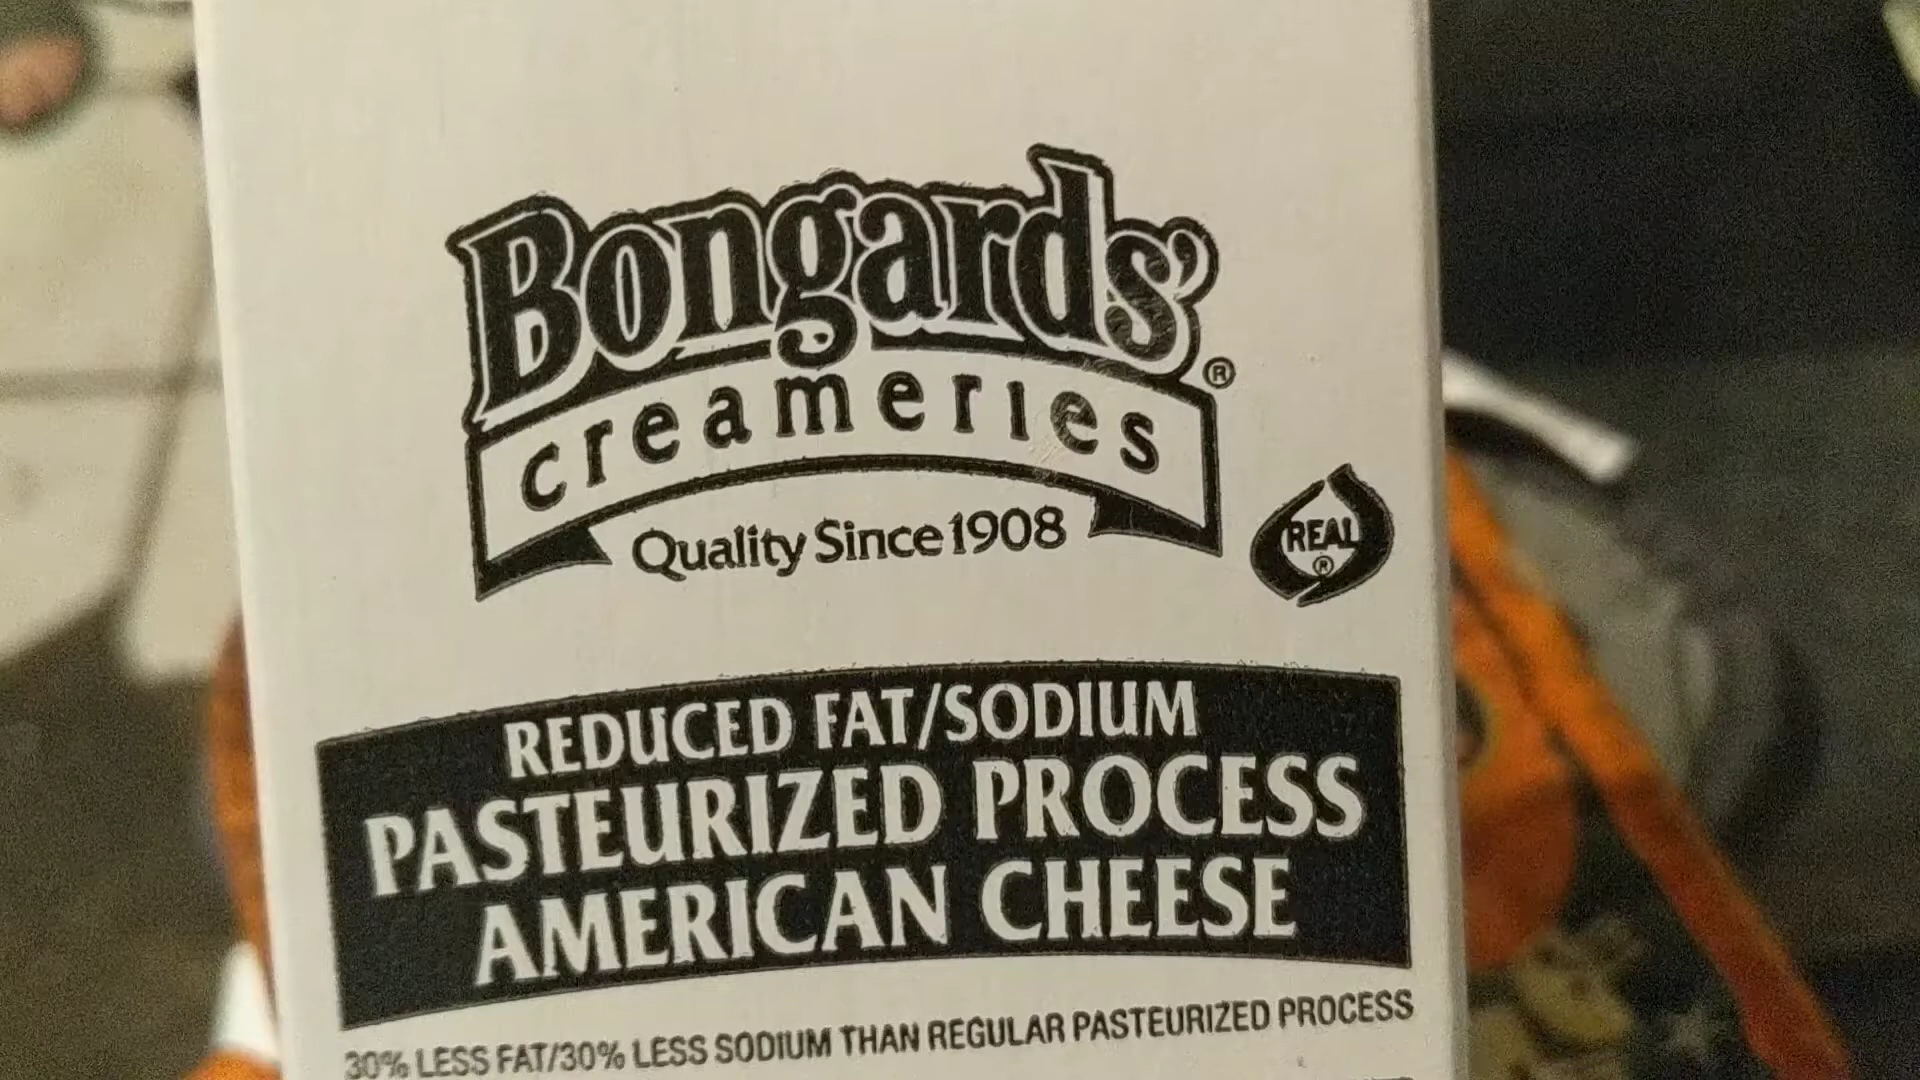 Bongards'®
creameries
Quality Since 1908
REAL
®
REDUCED FAT/SODIUM
PASTEURIZED PROCESS
AMERICAN CHEESE
30% LESS FAT/30% LESS SODIUM THAN REGULAR PASTEURIZED PROCESS